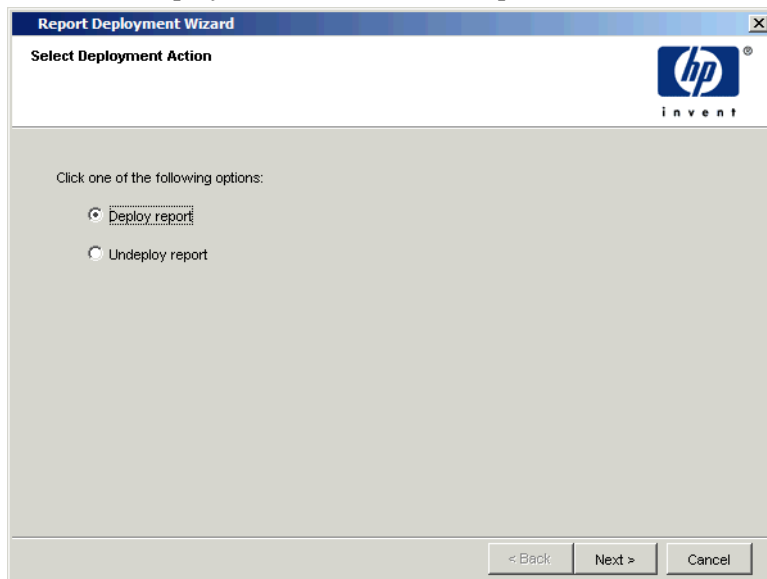 Report Deployment Wizard
Select Deployment Action
hp
®
invent
Click one of the following options:
Deploy report
Undeploy report
< Back
Next >
Cancel